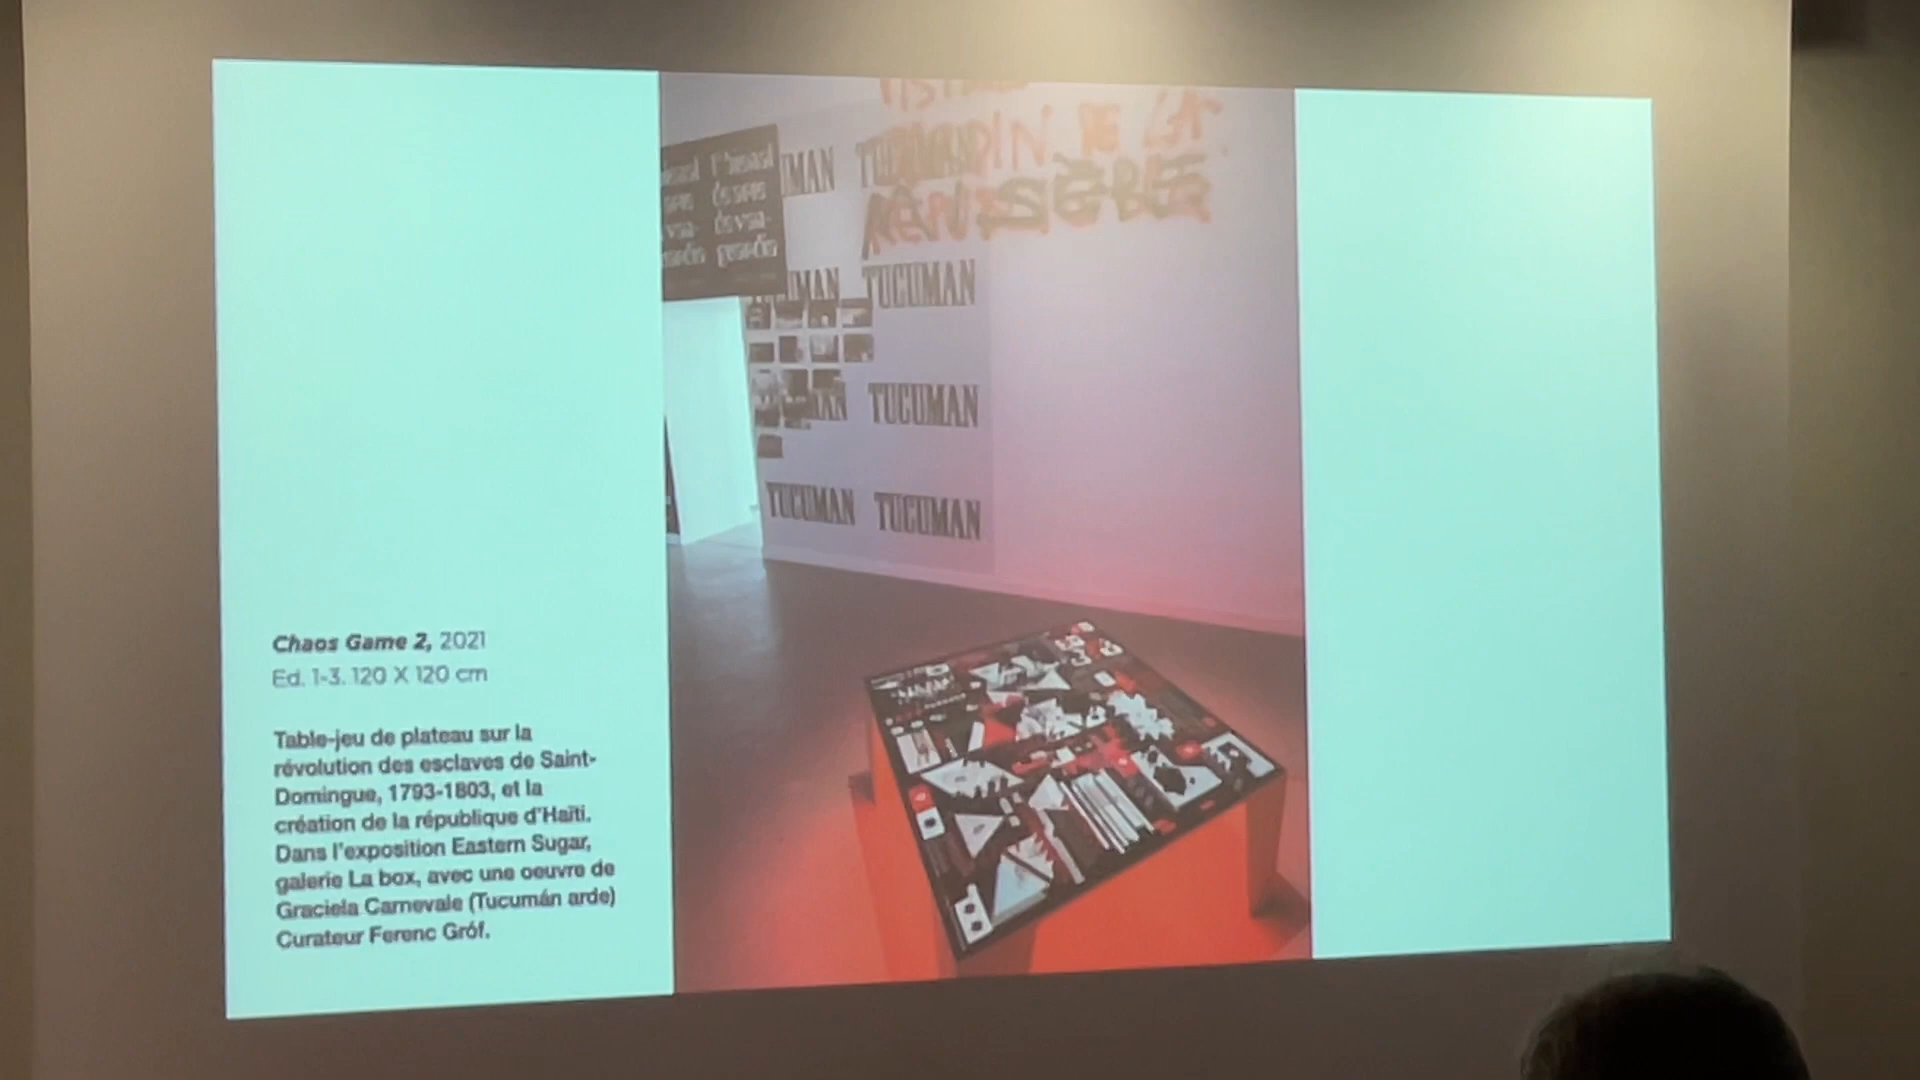 Chaos Game 2, 2021
Ed. 1-3. 120 X 120 cm
Table-jeu de plateau sur la
révolution des esclaves de Saint-
Domingue, 1793-1803, et la
création de la république d'Haïti.
Dans l'exposition Eastern Sugar,
galerie La box, avec une oeuvre de
Graciela Carnevale (Tucumán arde)
Curateur Ferenc Gróf.
DE LA
TUCUMAN
TUCUMAN
TUCUMAN TUCUMAN